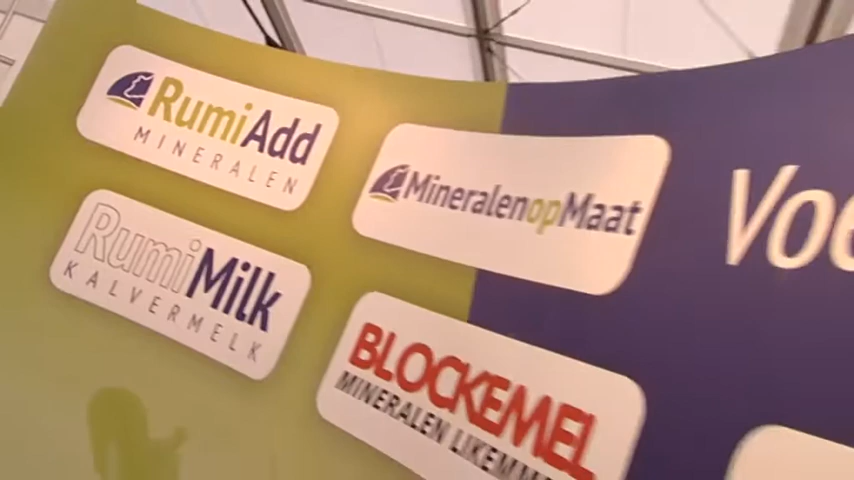 RumiAdd
MINERALEN
MineralenopMaat
RumiMilk
KALVERMELK
BLOCKEMEL